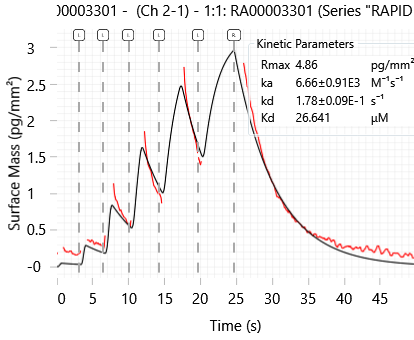 00003301 - (Ch 2-1) - 1:1: RA00003301 (Series "RAPID
L L L L L R
Kinetic Parameters
Rmax 4.86 pg/mm²
ka 6.66±0.91E3 M⁻¹s⁻¹
kd 1.78±0.09E-1 s⁻¹
Kd 26.641 µM
Surface Mass (pg/mm²)
3
2.5
2
1.5
1
0.5
-0
0 5 10 15 20 25 30 35 40 45
Time (s)